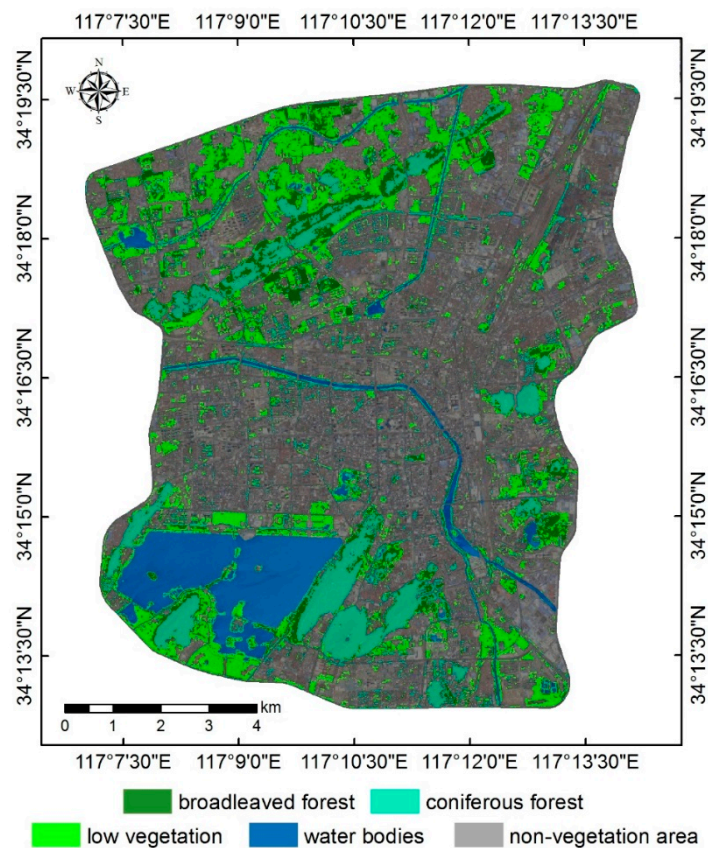 117°7'30"E 117°9'0"E 117°10'30"E 117°12'0"E 117°13'30"E
N
W E
S
34°19'30"N 34°19'30"N
34°18'0"N 34°18'0"N
34°16'30"N 34°16'30"N
34°15'0"N 34°15'0"N
34°13'30"N 34°13'30"N
km
0 1 2 3 4
117°7'30"E 117°9'0"E 117°10'30"E 117°12'0"E 117°13'30"E
broadleaved forest coniferous forest
low vegetation water bodies non-vegetation area